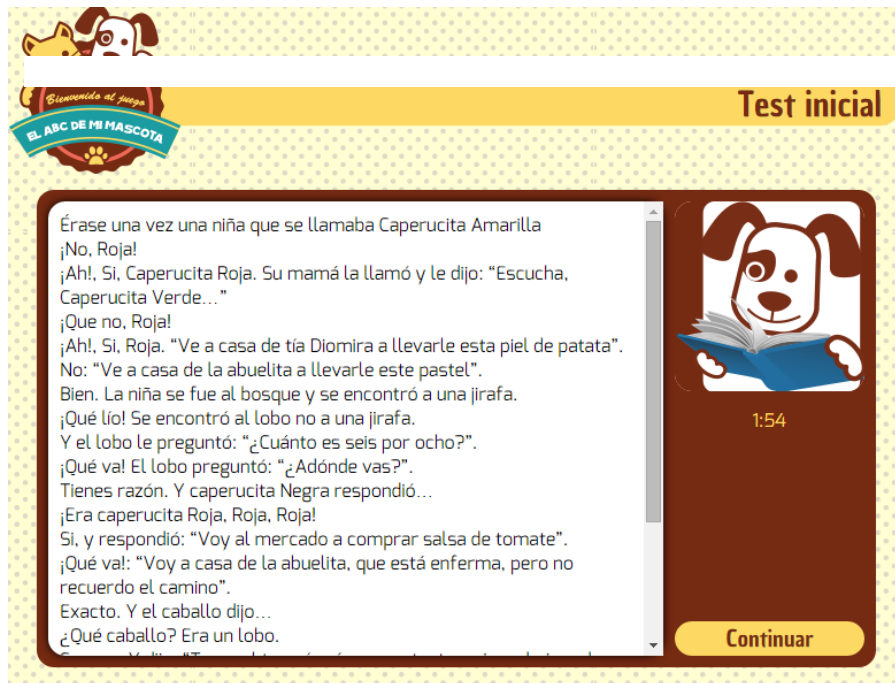 Bienvenido al juego
EL ABC DE MI MASCOTA
Test inicial
Érase una vez una niña que se llamaba Caperucita Amarilla
¡No, Roja!
¡Ah!, Si, Caperucita Roja. Su mamá la llamó y le dijo: “Escucha,
Caperucita Verde...”
¡Que no, Roja!
¡Ah!, Si, Roja. “Ve a casa de tía Diomira a llevarle esta piel de patata”.
No: “Ve a casa de la abuelita a llevarle este pastel”.
Bien. La niña se fue al bosque y se encontró a una jirafa.
¡Qué lío! Se encontró al lobo no a una jirafa.
Y el lobo le preguntó: “¿Cuánto es seis por ocho?”.
¡Qué va! El lobo preguntó: “¿Adónde vas?”.
Tienes razón. Y caperucita Negra respondió...
¡Era caperucita Roja, Roja, Roja!
Si, y respondió: “Voy al mercado a comprar salsa de tomate”.
¡Qué va!: “Voy a casa de la abuelita, que está enferma, pero no
recuerdo el camino”.
Exacto. Y el caballo dijo...
¿Qué caballo? Era un lobo.
1:54
Continuar